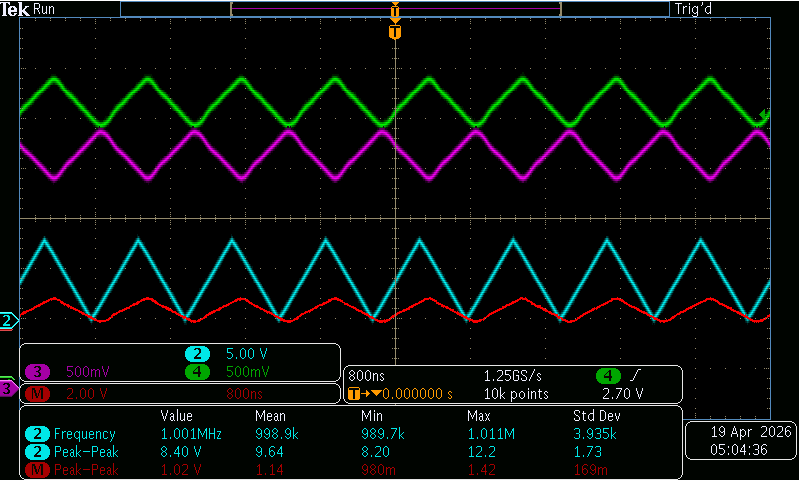 Tek Run Trig'd
T
T
2
3
2 5.00 V
3 500mV 4 500mV
M 2.00 V 800ns
800ns 1.25GS/s 4
T 0.000000 s 10k points 2.70 V
Value Mean Min Max Std Dev
2 Frequency 1.001MHz 998.9k 989.7k 1.011M 3.935k
2 Peak-Peak 8.40 V 9.64 8.20 12.2 1.73
M Peak-Peak 1.02 V 1.14 980m 1.42 169m
19 Apr 2026
05:04:36